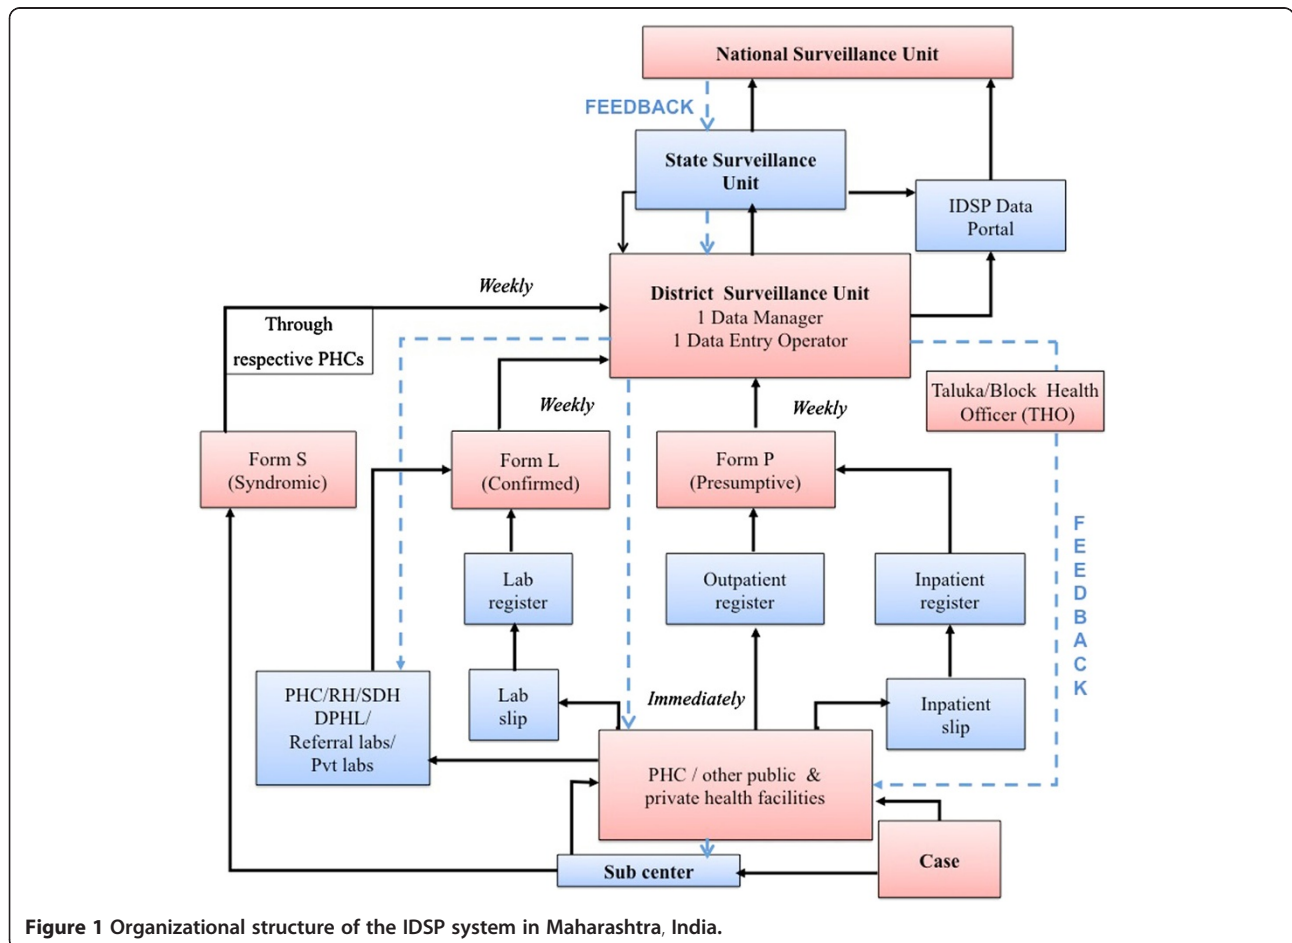 National Surveillance Unit
FEEDBACK
State Surveillance
Unit
IDSP Data
Portal
Weekly
District Surveillance Unit
1 Data Manager
1 Data Entry Operator
Through
respective PHCs
Taluka/Block Health
Officer (THO)
Weekly
Weekly
Form S
(Syndromic)
Form L
(Confirmed)
Form P
(Presumptive)
FEEDBACK
Lab
register
Outpatient
register
Inpatient
register
PHC/RH/SDH
DPHL/
Referral labs/
Pvt labs
Lab
slip
Immediately
Inpatient
slip
PHC / other public &
private health facilities
Case
Sub center
Figure 1 Organizational structure of the IDSP system in Maharashtra, India.